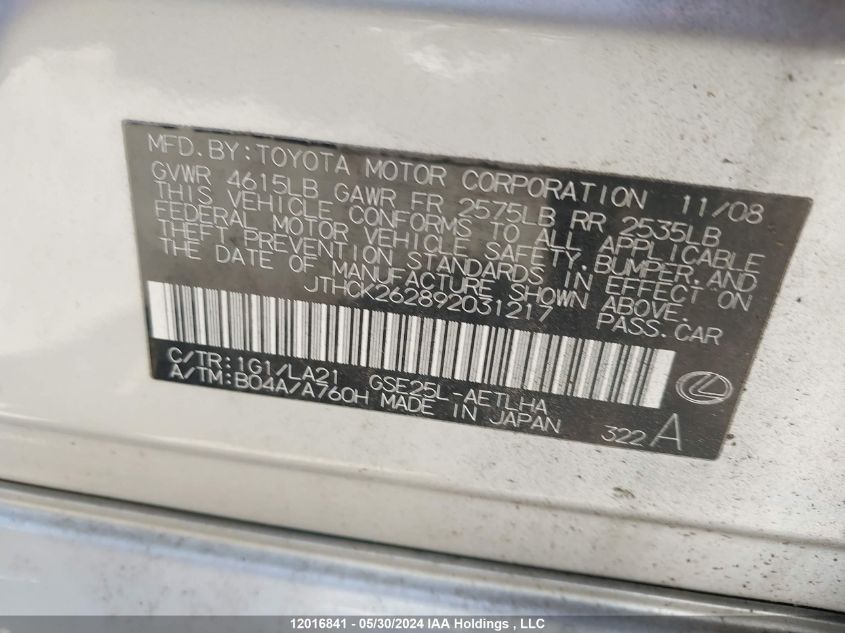 MFD.BY:TOYOTA MOTOR CORPORATION 11/08
GVWR 4615LB GAWR FR 2575LB RR 2535LB
THIS VEHICLE CONFORMS TO ALL APPLICABLE
FEDERAL MOTOR VEHICLE SAFETY,BUMPER,AND
THEFT PREVENTION STANDARDS IN EFFECT ON
THE DATE OF MANUFACTURE SHOWN ABOVE.
JTHCK262892031217 PASS.CAR
C/TR:1G1/LA21 GSE25L-AETLHA
A/TM:B04A/A760H MADE IN JAPAN 322 A
12016841 - 05/30/2024 IAA Holdings , LLC